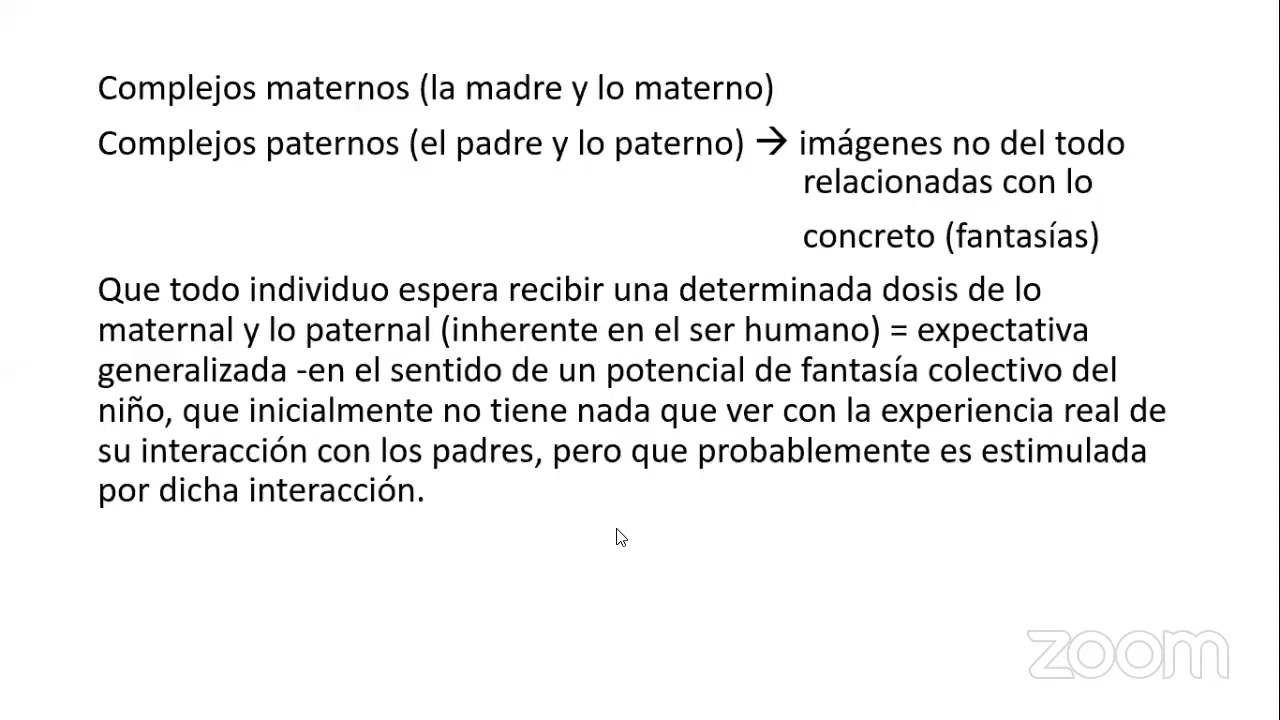 Complejos maternos (la madre y lo materno)
Complejos paternos (el padre y lo paterno) → imágenes no del todo
relacionadas con lo
concreto (fantasías)
Que todo individuo espera recibir una determinada dosis de lo
maternal y lo paternal (inherente en el ser humano) = expectativa
generalizada -en el sentido de un potencial de fantasía colectivo del
niño, que inicialmente no tiene nada que ver con la experiencia real de
su interacción con los padres, pero que probablemente es estimulada
por dicha interacción.
zoom